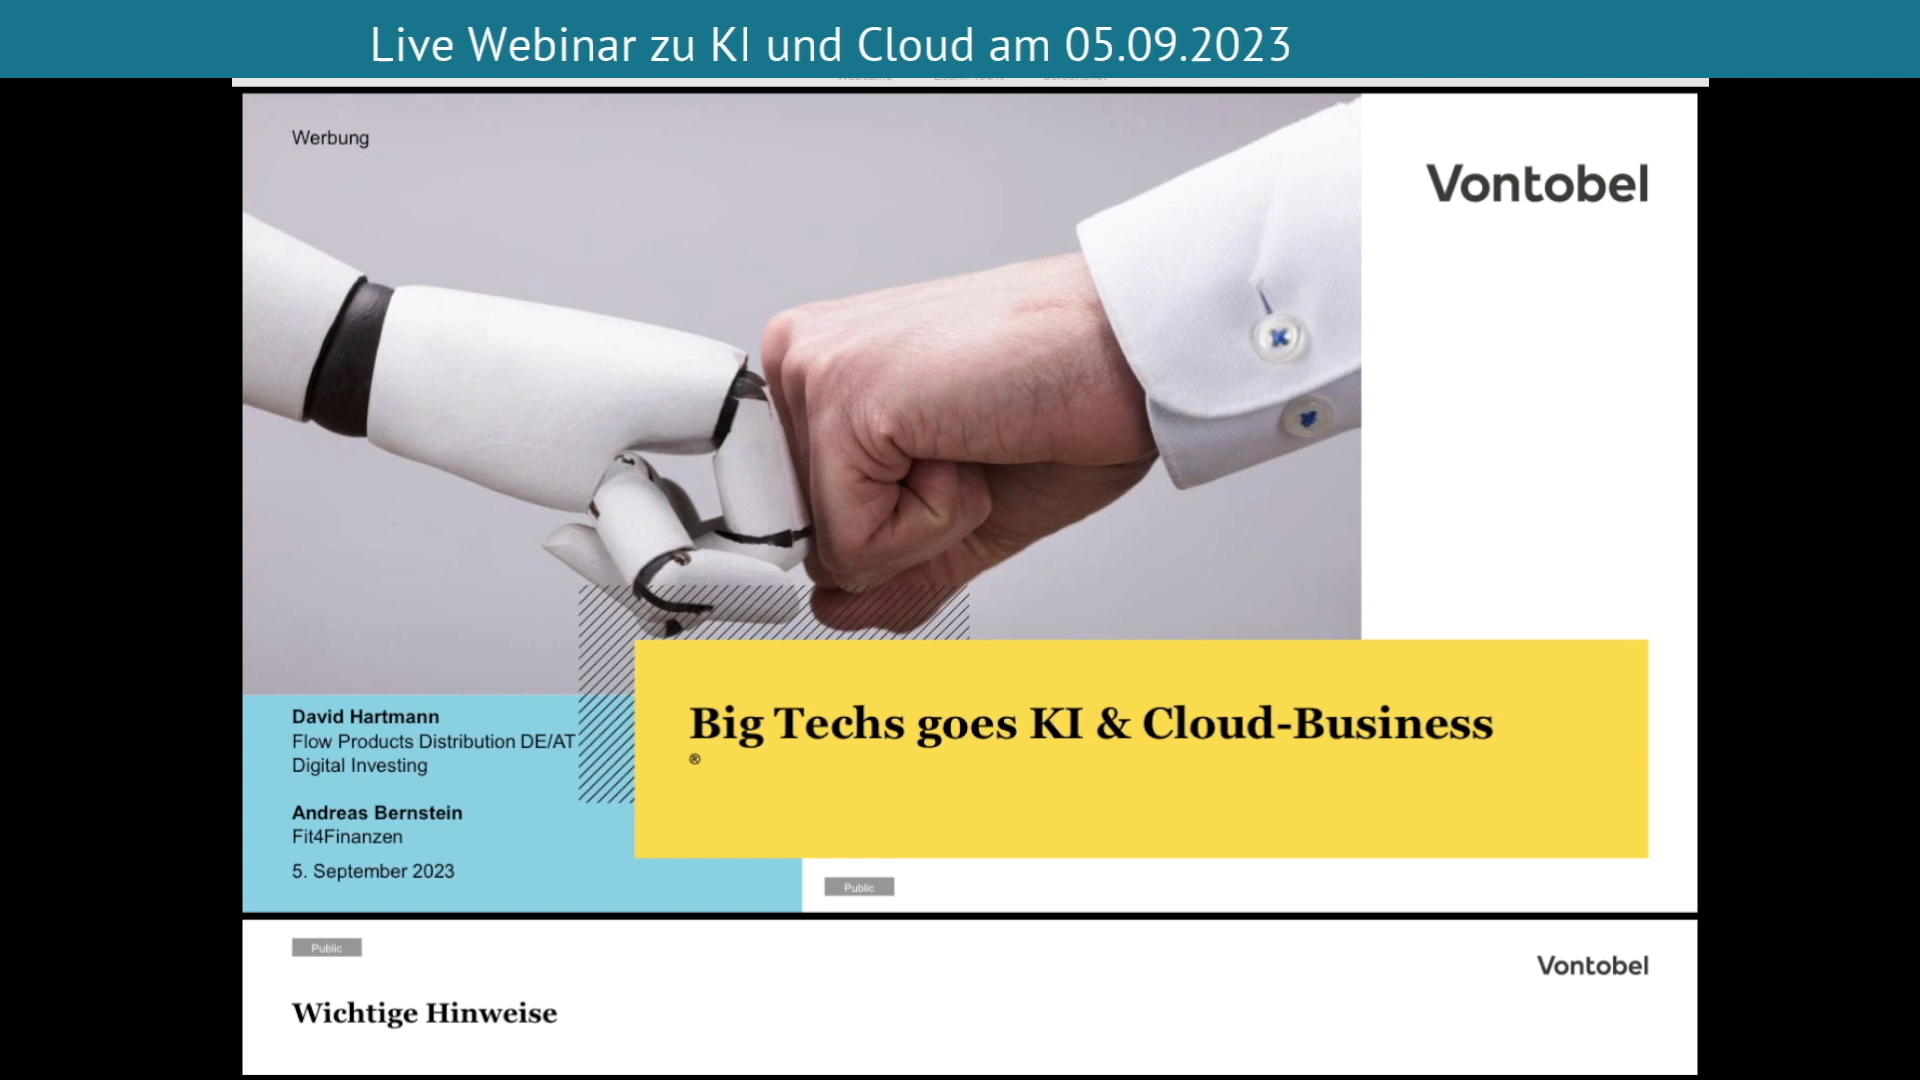 Live Webinar zu KI und Cloud am 05.09.2023
Werbung
Vontobel
David Hartmann
Flow Products Distribution DE/AT
Digital Investing
Andreas Bernstein
Fit4Finanzen
5. September 2023
Big Techs goes KI & Cloud-Business
®
Public
Public
Vontobel
Wichtige Hinweise